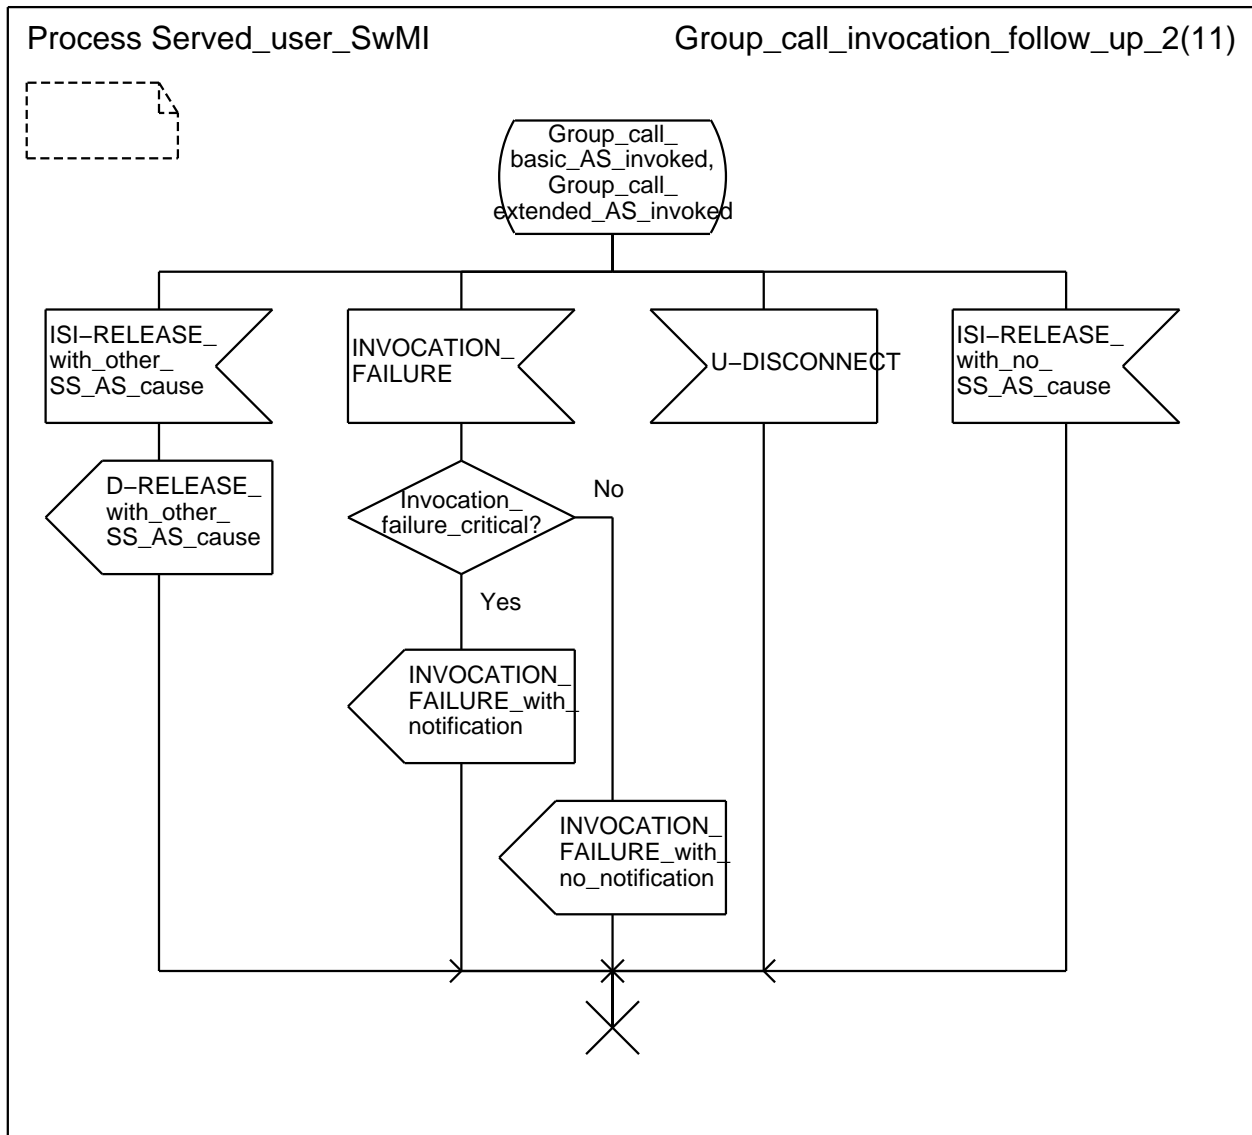 Process Served_user_SwMI
Group_call_invocation_follow_up_2(11)
Group_call_
basic_AS_invoked,
Group_call_
extended_AS_invoked
ISI−RELEASE_
with_other_
SS_AS_cause
INVOCATION_
FAILURE
U−DISCONNECT
ISI−RELEASE_
with_no_
SS_AS_cause
D−RELEASE_
with_other_
SS_AS_cause
Invocation_
failure_critical?
No
Yes
INVOCATION_
FAILURE_with_
notification
INVOCATION_
FAILURE_with_
no_notification